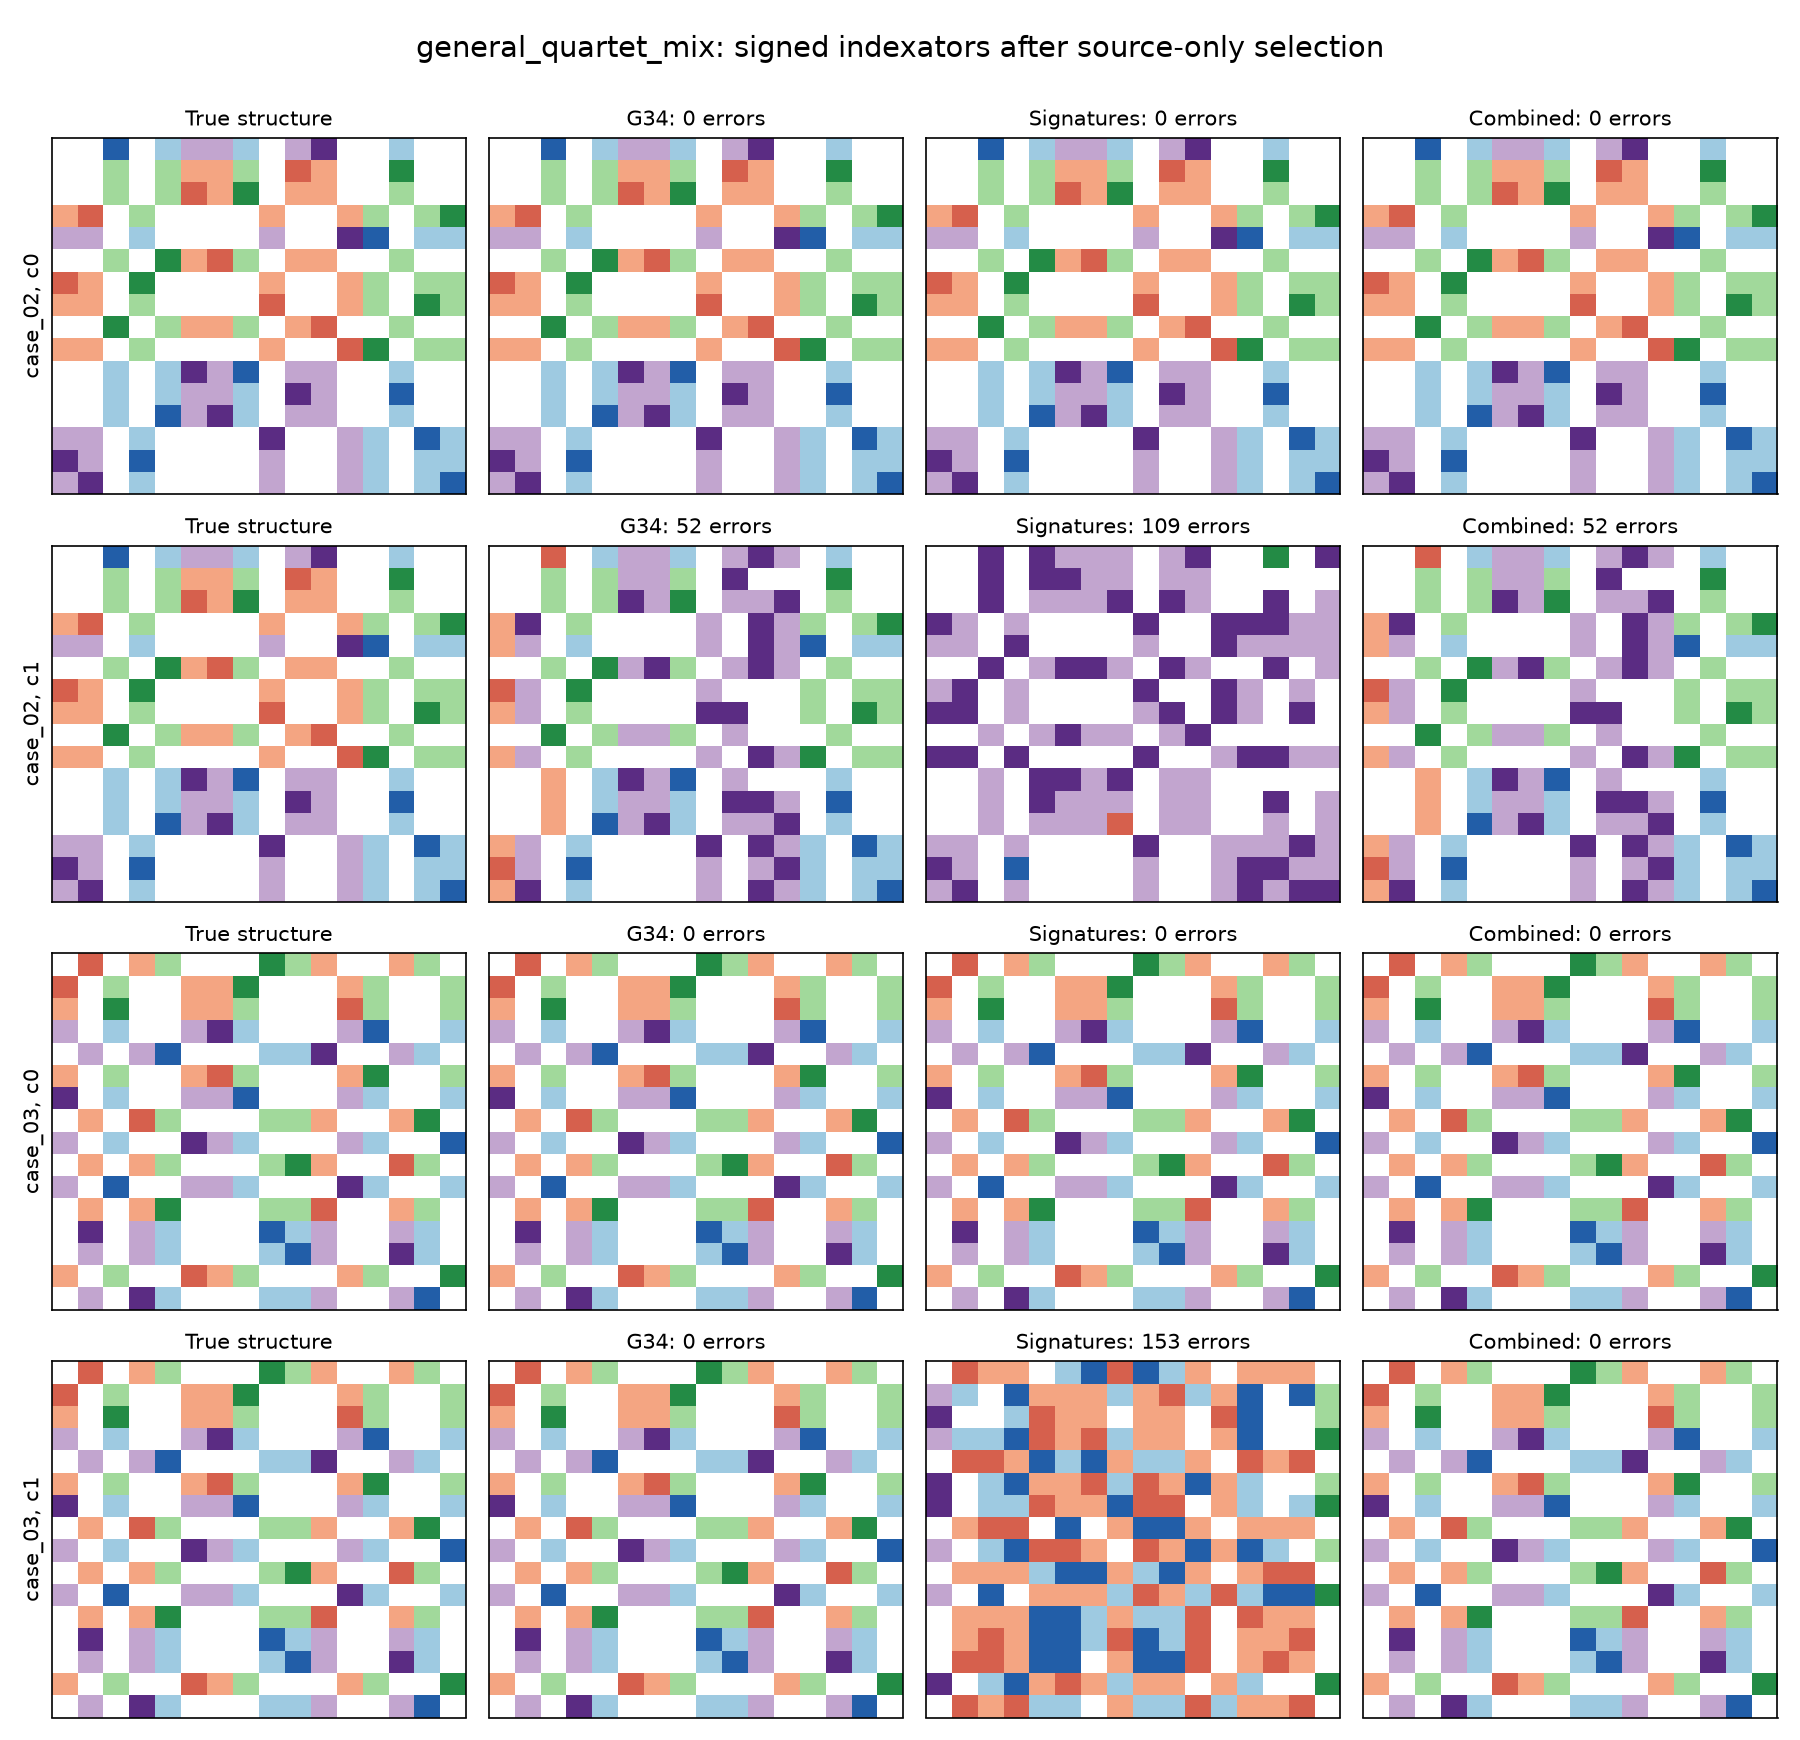 general_quartet_mix: signed indexators after source-only selection
True structure
G34: 0 errors
Signatures: 0 errors
Combined: 0 errors
case_02, c0
True structure
G34: 52 errors
Signatures: 109 errors
Combined: 52 errors
case_02, c1
True structure
G34: 0 errors
Signatures: 0 errors
Combined: 0 errors
case_03, c0
True structure
G34: 0 errors
Signatures: 153 errors
Combined: 0 errors
case_03, c1